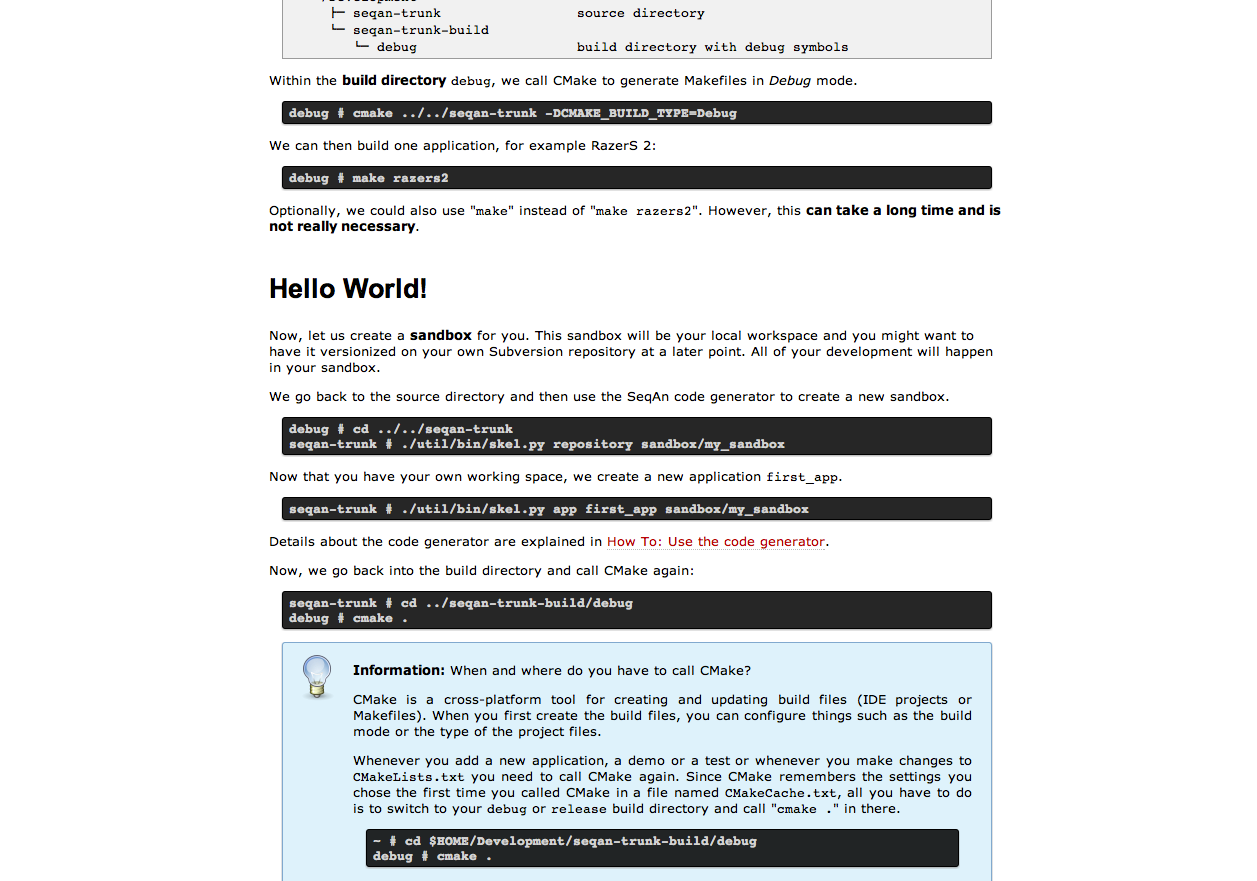 ├─ seqan-trunk source directory
└─ seqan-trunk-build
└─ debug build directory with debug symbols
Within the build directory debug, we call CMake to generate Makefiles in Debug mode.
debug # cmake ../../seqan-trunk -DCMAKE_BUILD_TYPE=Debug
We can then build one application, for example RazerS 2:
debug # make razers2
Optionally, we could also use "make" instead of "make razers2". However, this can take a long time and is
not really necessary.
Hello World!
Now, let us create a sandbox for you. This sandbox will be your local workspace and you might want to
have it versionized on your own Subversion repository at a later point. All of your development will happen
in your sandbox.
We go back to the source directory and then use the SeqAn code generator to create a new sandbox.
debug # cd ../../seqan-trunk
seqan-trunk # ./util/bin/skel.py repository sandbox/my_sandbox
Now that you have your own working space, we create a new application first_app.
seqan-trunk # ./util/bin/skel.py app first_app sandbox/my_sandbox
Details about the code generator are explained in How To: Use the code generator.
Now, we go back into the build directory and call CMake again:
seqan-trunk # cd ../seqan-trunk-build/debug
debug # cmake .
Information: When and where do you have to call CMake?
CMake is a cross-platform tool for creating and updating build files (IDE projects or
Makefiles). When you first create the build files, you can configure things such as the build
mode or the type of the project files.
Whenever you add a new application, a demo or a test or whenever you make changes to
CMakeLists.txt you need to call CMake again. Since CMake remembers the settings you
chose the first time you called CMake in a file named CMakeCache.txt, all you have to do
is to switch to your debug or release build directory and call "cmake ." in there.
~ # cd $HOME/Development/seqan-trunk-build/debug
debug # cmake .